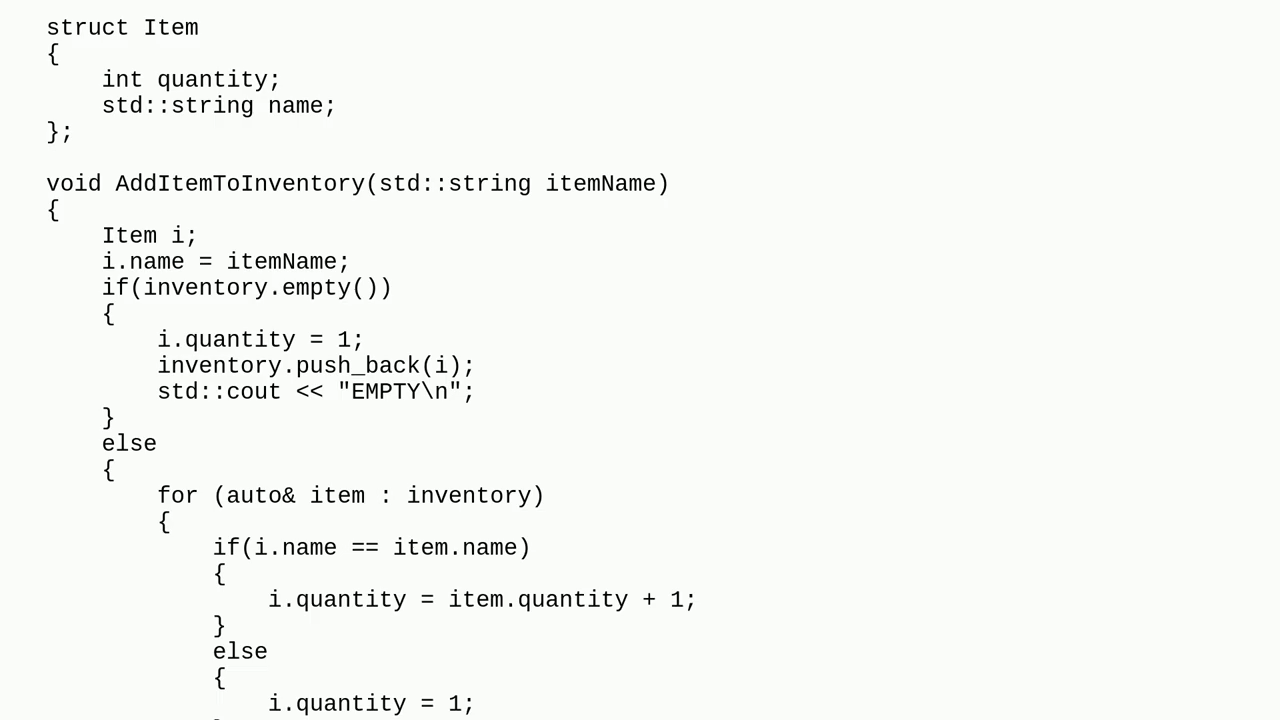 struct Item
{
    int quantity;
    std::string name;
};

void AddItemToInventory(std::string itemName)
{
    Item i;
    i.name = itemName;
    if(inventory.empty())
    {
        i.quantity = 1;
        inventory.push_back(i);
        std::cout << "EMPTY\n";
    }
    else
    {
        for (auto& item : inventory)
        {
            if(i.name == item.name)
            {
                i.quantity = item.quantity + 1;
            }
            else
            {
                i.quantity = 1;